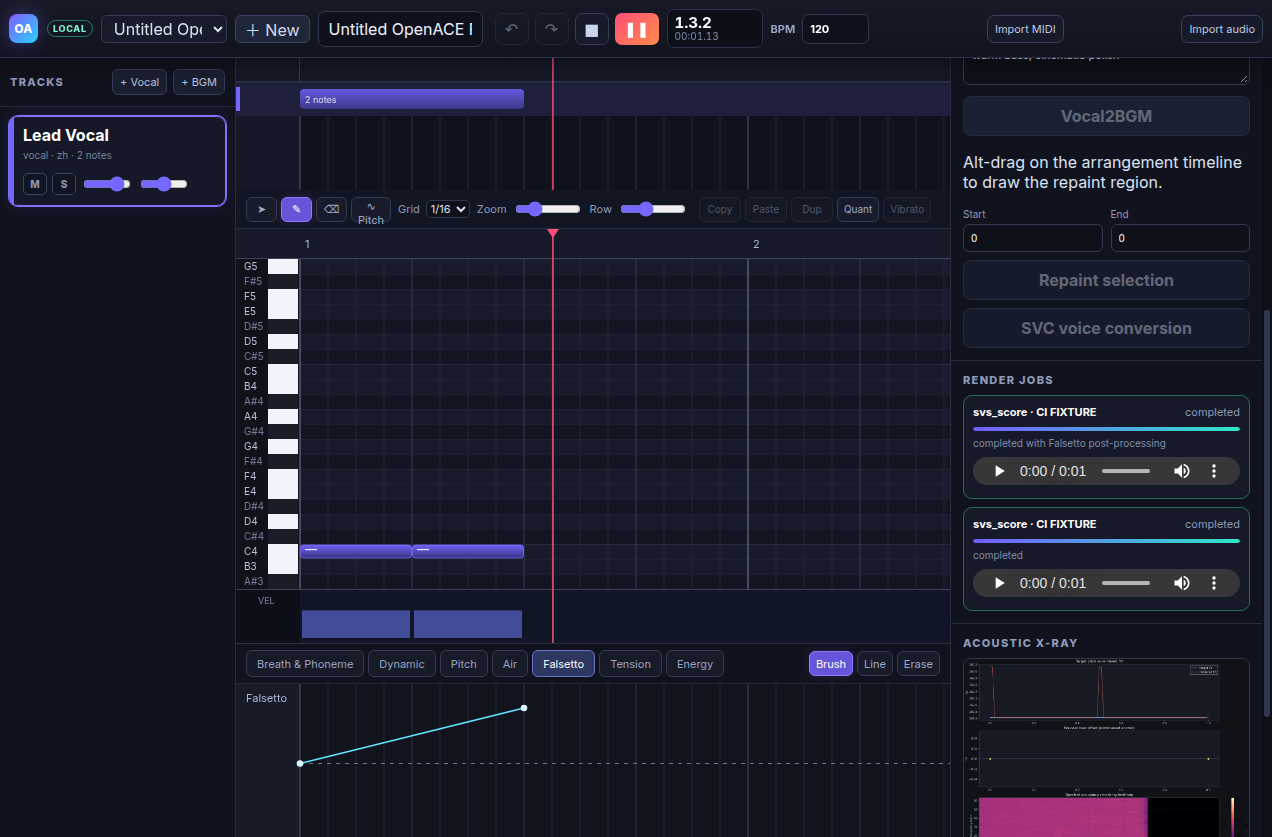 OA LOCAL Untitled Ope + New Untitled OpenACE P 1.3.2 00:01.13 BPM 120 Import MIDI Import audio
TRACKS + Vocal + BGM
Lead Vocal
vocal · zh · 2 notes
M S
2 notes
Pitch Grid 1/16 Zoom Row Copy Paste Dup Quant Vibrato
1 2
G5
F#5
F5
E5
D#5
D5
C#5
C5
B4
A#4
A4
G#4
G4
F#4
F4
E4
D#4
D4
C#4
C4
B3
A#3
VEL
Breath & Phoneme Dynamic Pitch Air Falsetto Tension Energy Brush Line Erase
Falsetto
Vocal2BGM
Alt-drag on the arrangement timeline
to draw the repaint region.
Start End
0 0
Repaint selection
SVC voice conversion
RENDER JOBS
svs_score · CI FIXTURE completed
completed with Falsetto post-processing
0:00 / 0:01
svs_score · CI FIXTURE completed
completed
0:00 / 0:01
ACOUSTIC X-RAY